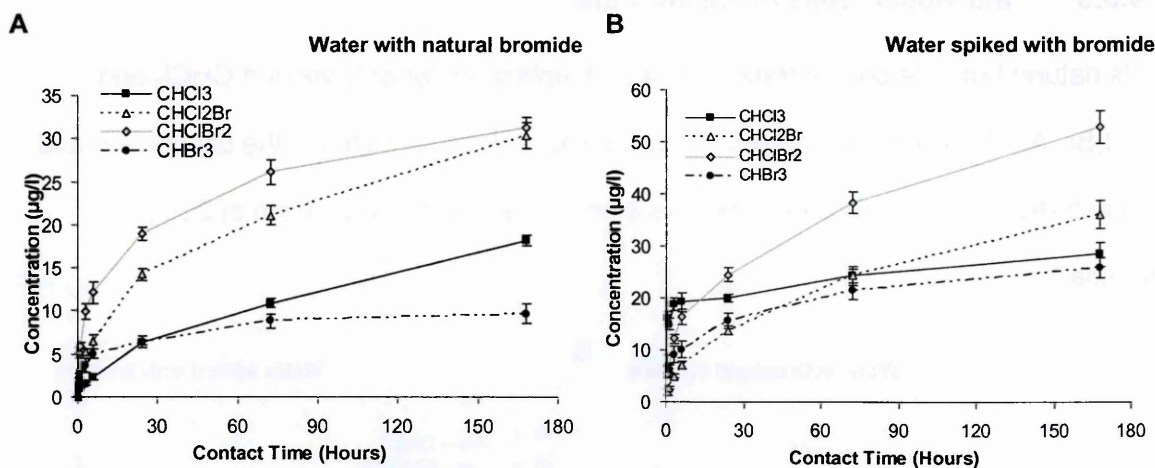 A
B
Water with natural bromide
Water spiked with bromide
35
30
25
20
15
10
5
0
Concentration (µg/l)
CHCl3
CHCl2Br
CHClBr2
CHBr3
0
30
60
90
120
150
180
Contact Time (Hours)
60
50
40
30
20
10
0
Concentration (µg/l)
CHCl3
CHCl2Br
CHClBr2
CHBr3
0
30
60
90
120
150
180
Contact Time (Hours)